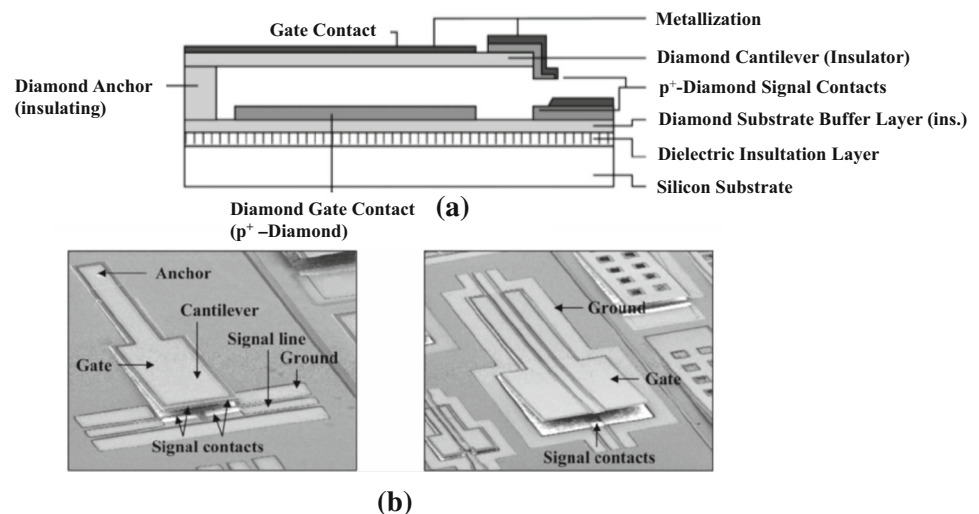 Metallization
Gate Contact
Diamond Cantilever (Insulator)
Diamond Anchor
(insulating)
p⁺-Diamond Signal Contacts
Diamond Substrate Buffer Layer (ins.)
Dielectric Insultation Layer
Silicon Substrate
Diamond Gate Contact
(p⁺ –Diamond)
(a)
Anchor
Cantilever
Signal line
Ground
Gate
Signal contacts
Ground
Gate
Signal contacts
(b)